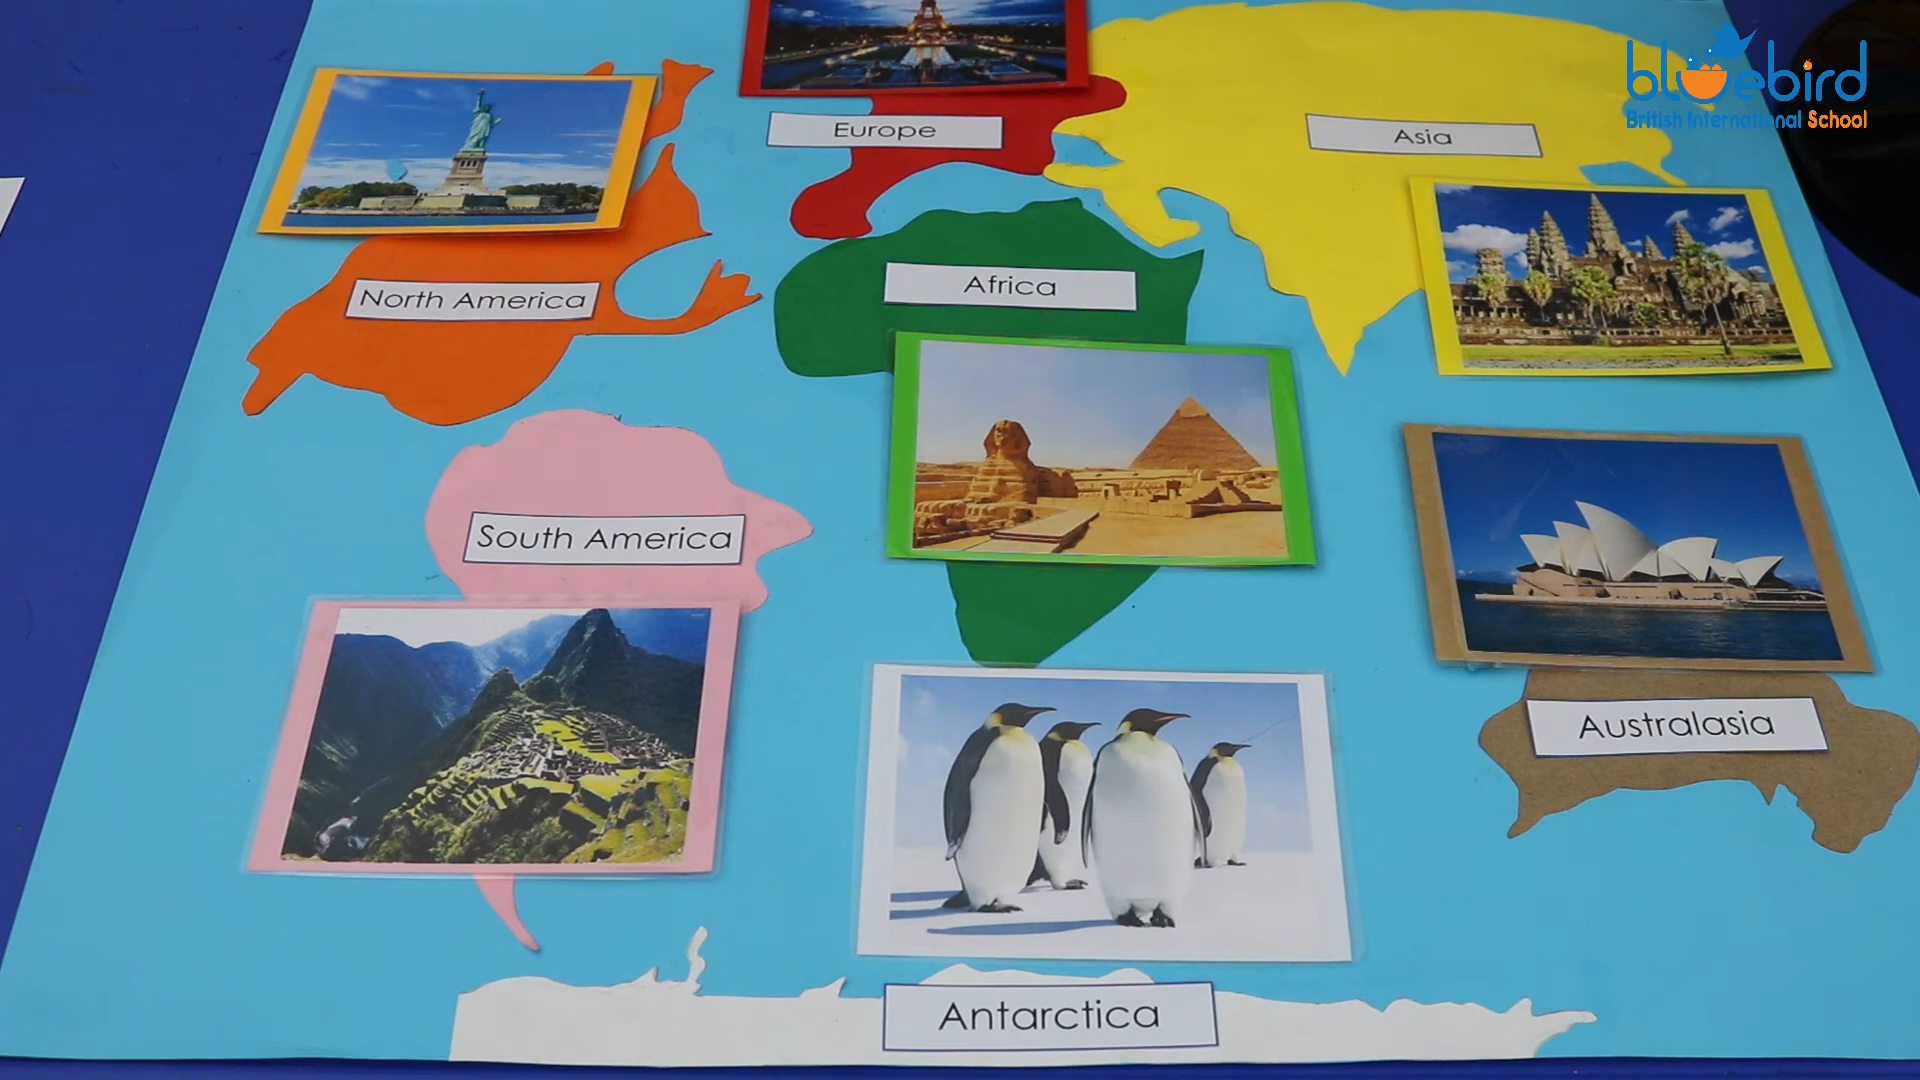 bluebird
British International School
Europe
Asia
North America
Africa
South America
Australasia
Antarctica